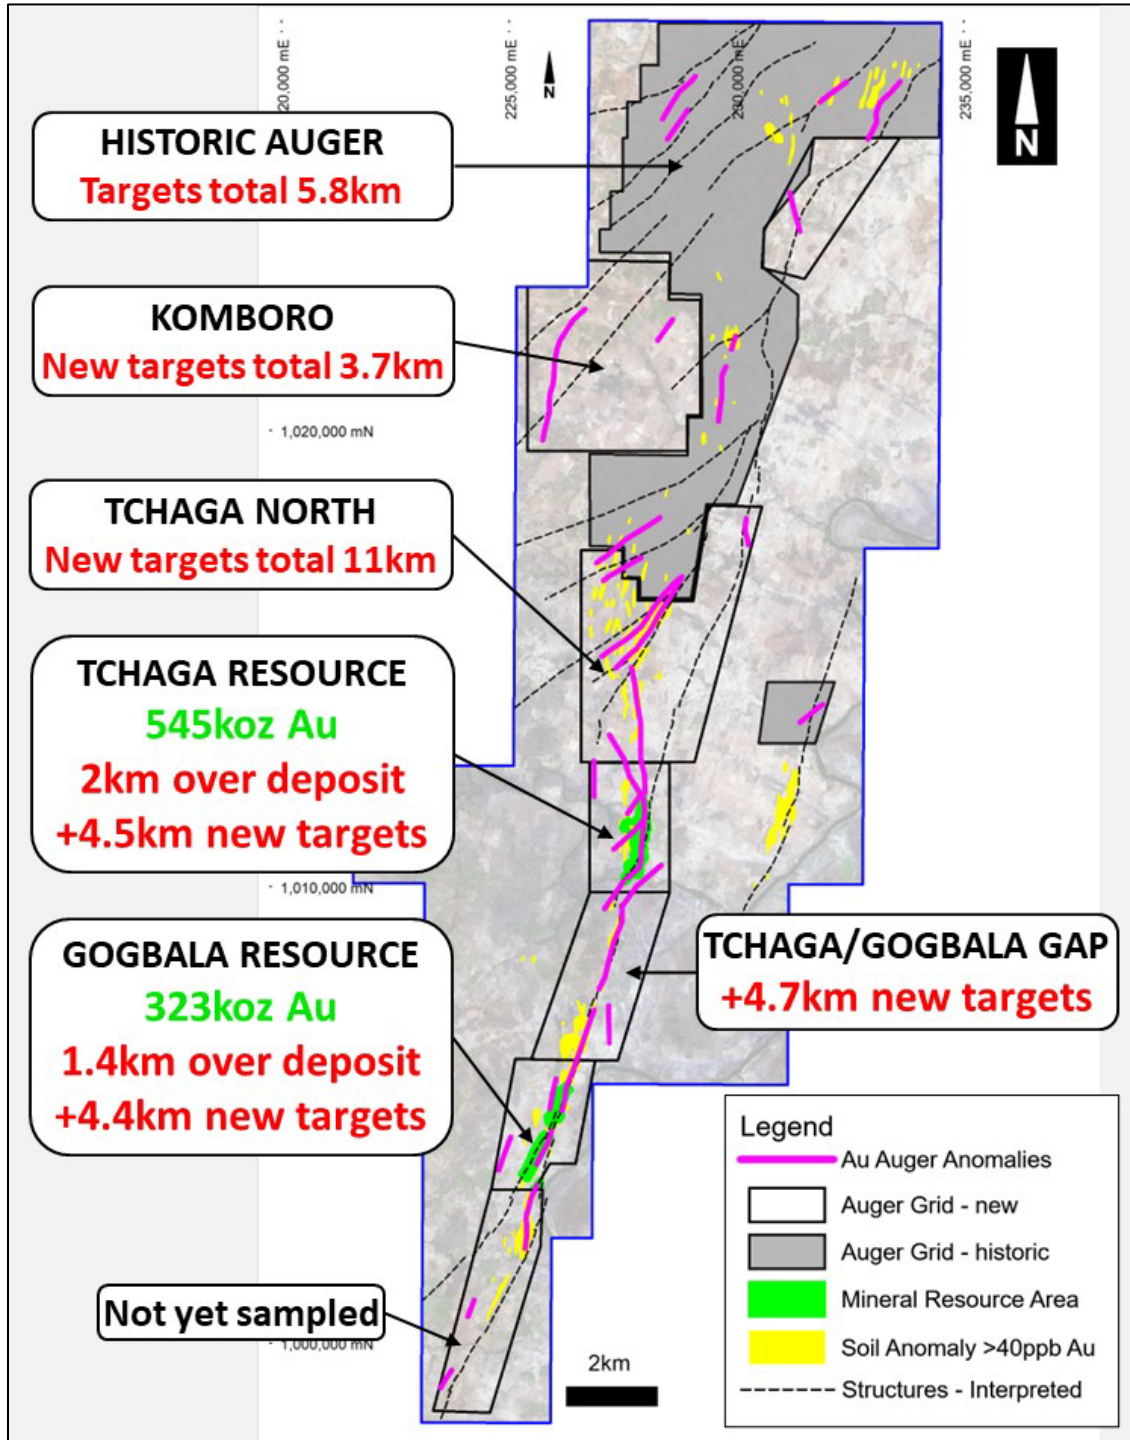 20,000 mE
225,000 mE
230,000 mE
235,000 mE
N
N
HISTORIC AUGER
Targets total 5.8km
KOMBORO
New targets total 3.7km
- 1,020,000 mN
TCHAGA NORTH
New targets total 11km
TCHAGA RESOURCE
545koz Au
2km over deposit
+4.5km new targets
- 1,010,000 mN
GOGBALA RESOURCE
323koz Au
1.4km over deposit
+4.4km new targets
TCHAGA/GOGBALA GAP
+4.7km new targets
Not yet sampled
- 1,000,000 mN
2km
Legend
Au Auger Anomalies
Auger Grid - new
Auger Grid - historic
Mineral Resource Area
Soil Anomaly >40ppb Au
Structures - Interpreted